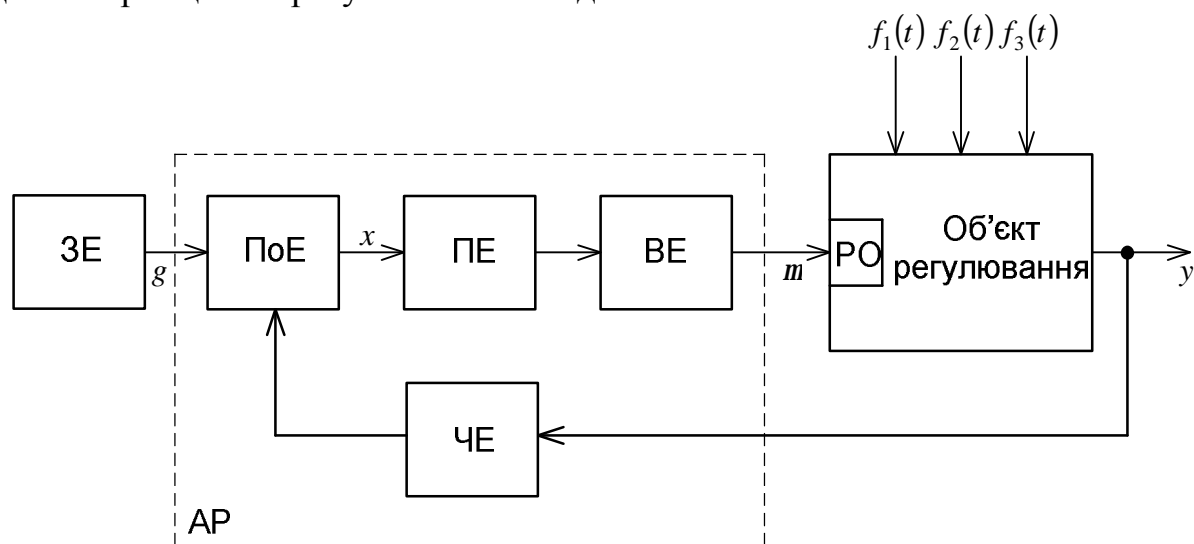 f₁(t) f₂(t) f₃(t)
ЗЕ
g
ПоЕ
x
ПЕ
ВЕ
m
РО
Об’єкт
регулювання
y
ЧЕ
АР